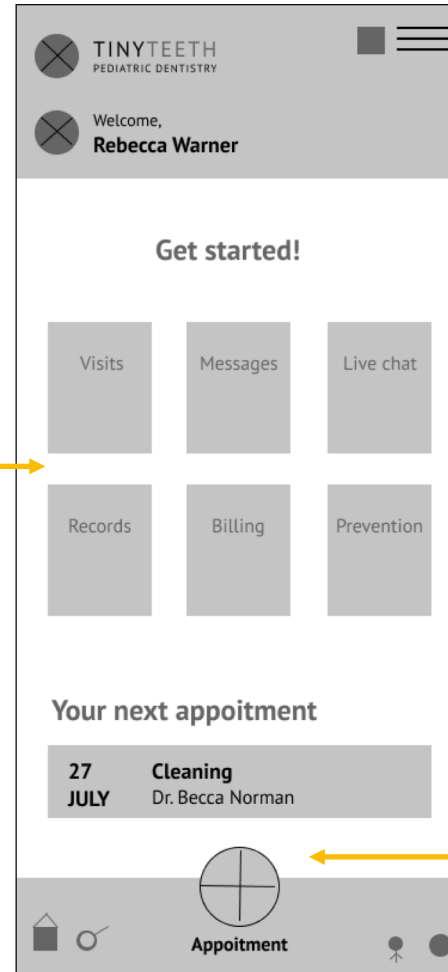 TINYTEETH
PEDIATRIC DENTISTRY
Welcome,
Rebecca Warner
Get started!
Visits
Messages
Live chat
Records
Billing
Prevention
Your next appoitment
27 Cleaning
JULY Dr. Becca Norman
Appoitment